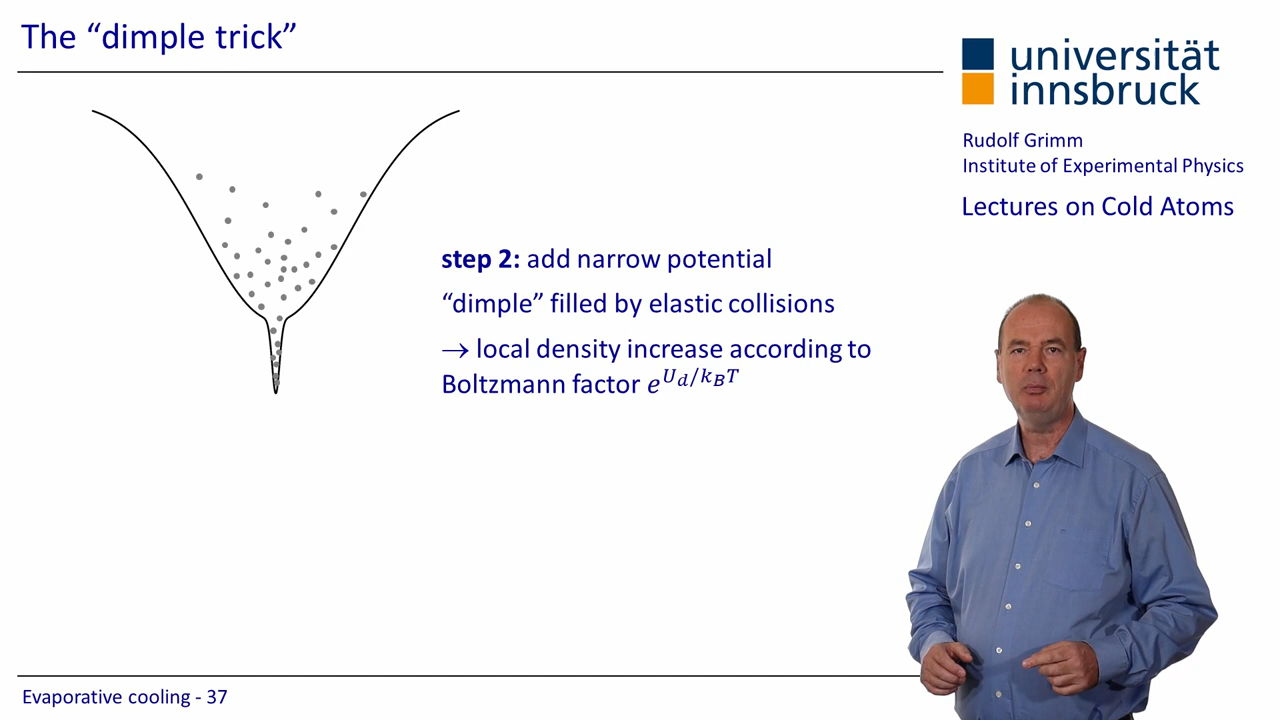 The “dimple trick”
universität
innsbruck
Rudolf Grimm
Institute of Experimental Physics
Lectures on Cold Atoms
step 2: add narrow potential
“dimple” filled by elastic collisions
→ local density increase according to
Boltzmann factor e^{U_d/k_BT}
Evaporative cooling - 37